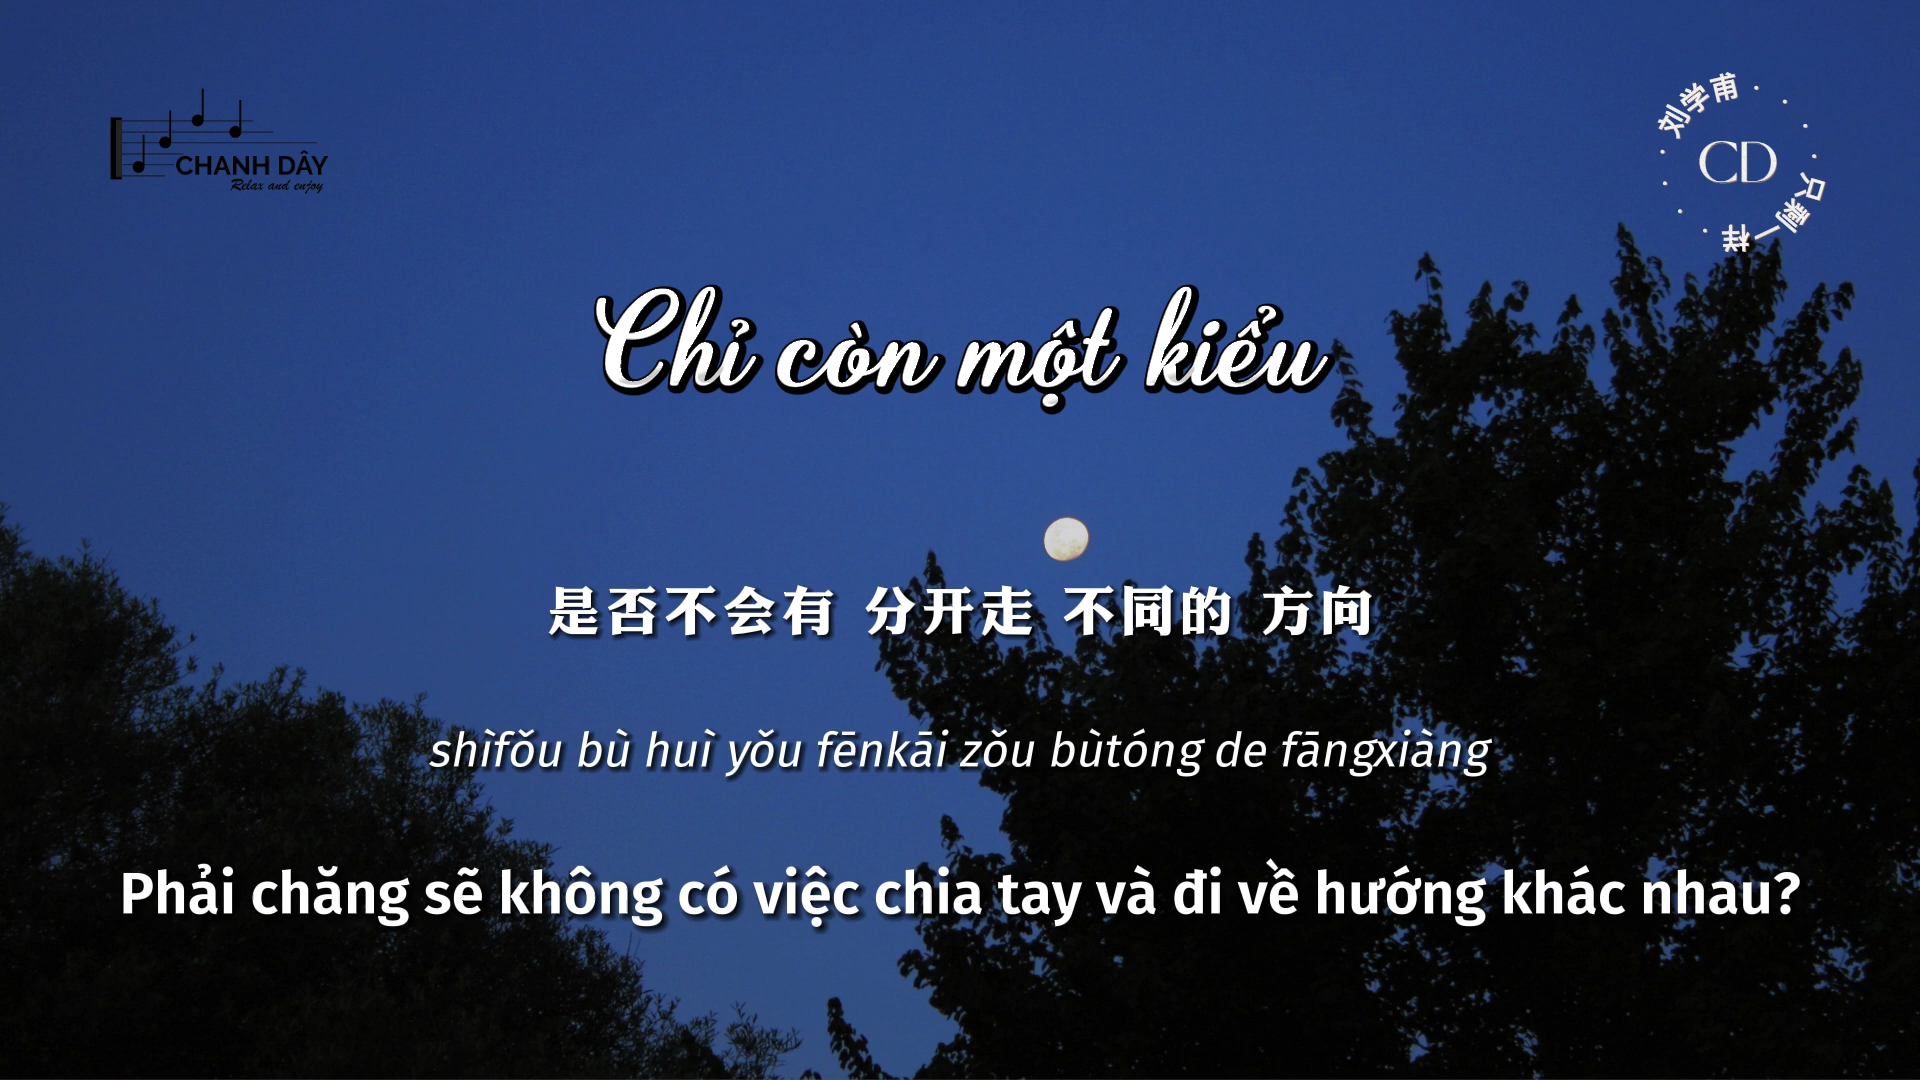 CHANH DÂY
Relax and enjoy
刘学甫
CD
只剩一样
Chỉ còn một kiểu
是否不会有 分开走 不同的 方向
shìfǒu bù huì yǒu fēnkāi zǒu bùtóng de fāngxiàng
Phải chăng sẽ không có việc chia tay và đi về hướng khác nhau?